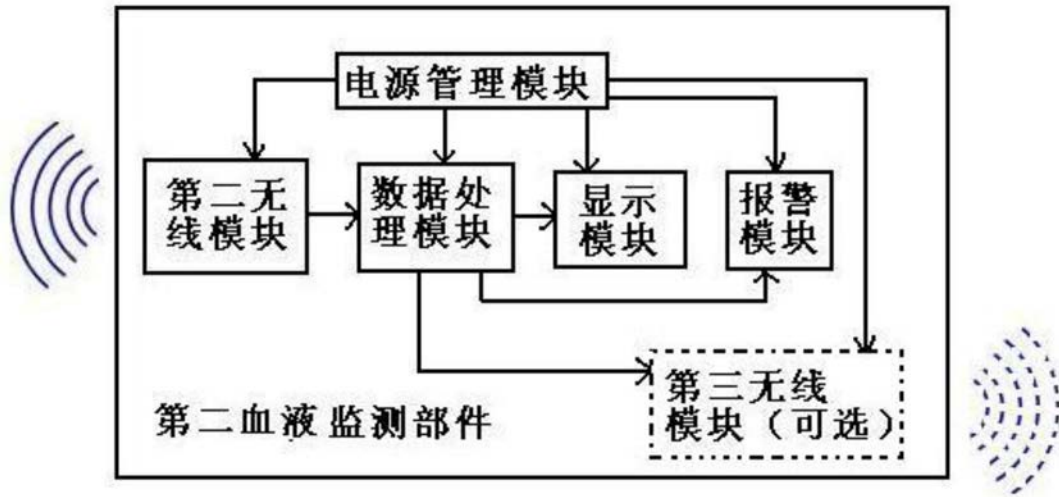 电源管理模块
第二无
线模块
数据处
理模块
显示
模块
报警
模块
第三无线
模块（可选）
第二血液监测部件